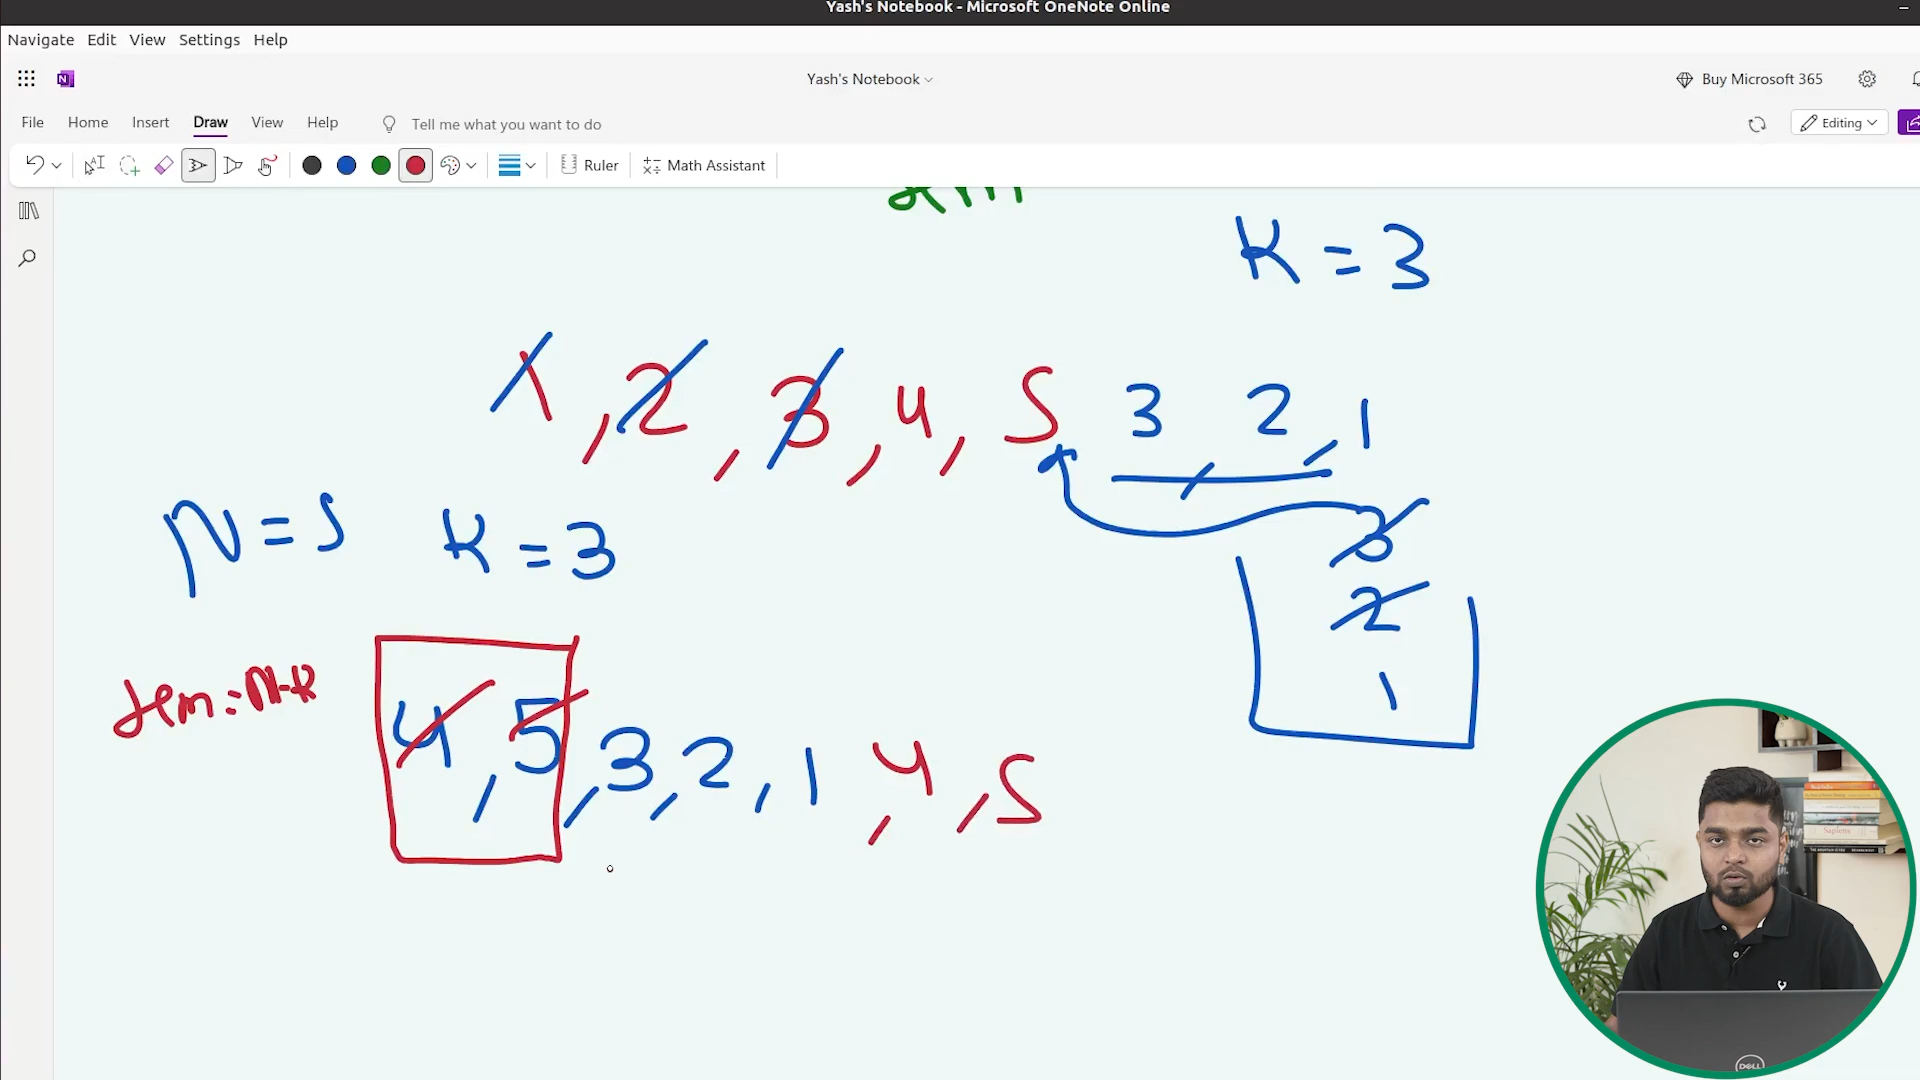 Yash's Notebook - Microsoft OneNote Online
Navigate Edit View Settings Help
Yash's Notebook
Buy Microsoft 365
File Home Insert Draw View Help Tell me what you want to do
Editing
Ruler
Math Assistant
K = 3
1, 2, 3, 4, 5 3 2, 1
N = 5 K = 3
3
2
1
N-K
4, 5, 3, 2, 1, 4, 5
Sapiens
DELL